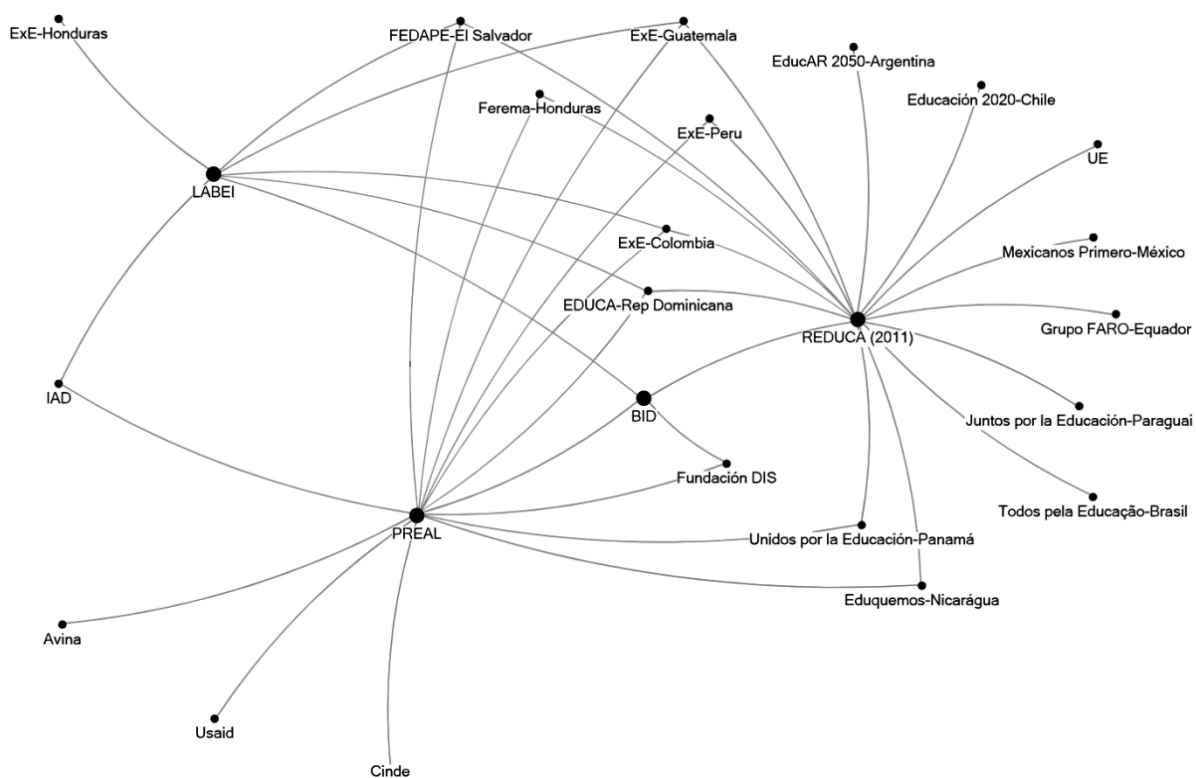 ExE-Honduras
FEDAPE-El Salvador
ExE-Guatemala
EducAR 2050-Argentina
Educación 2020-Chile
Ferema-Honduras
ExE-Peru
UE
LABEI
ExE-Colombia
Mexicanos Primero-México
EDUCA-Rep Dominicana
Grupo FARO-Equador
REDUCA (2011)
IAD
BID
Juntos por la Educación-Paraguai
Fundación DIS
Todos pela Educação-Brasil
PREAL
Unidos por la Educación-Panamá
Eduquemos-Nicarágua
Avina
Usaid
Cinde